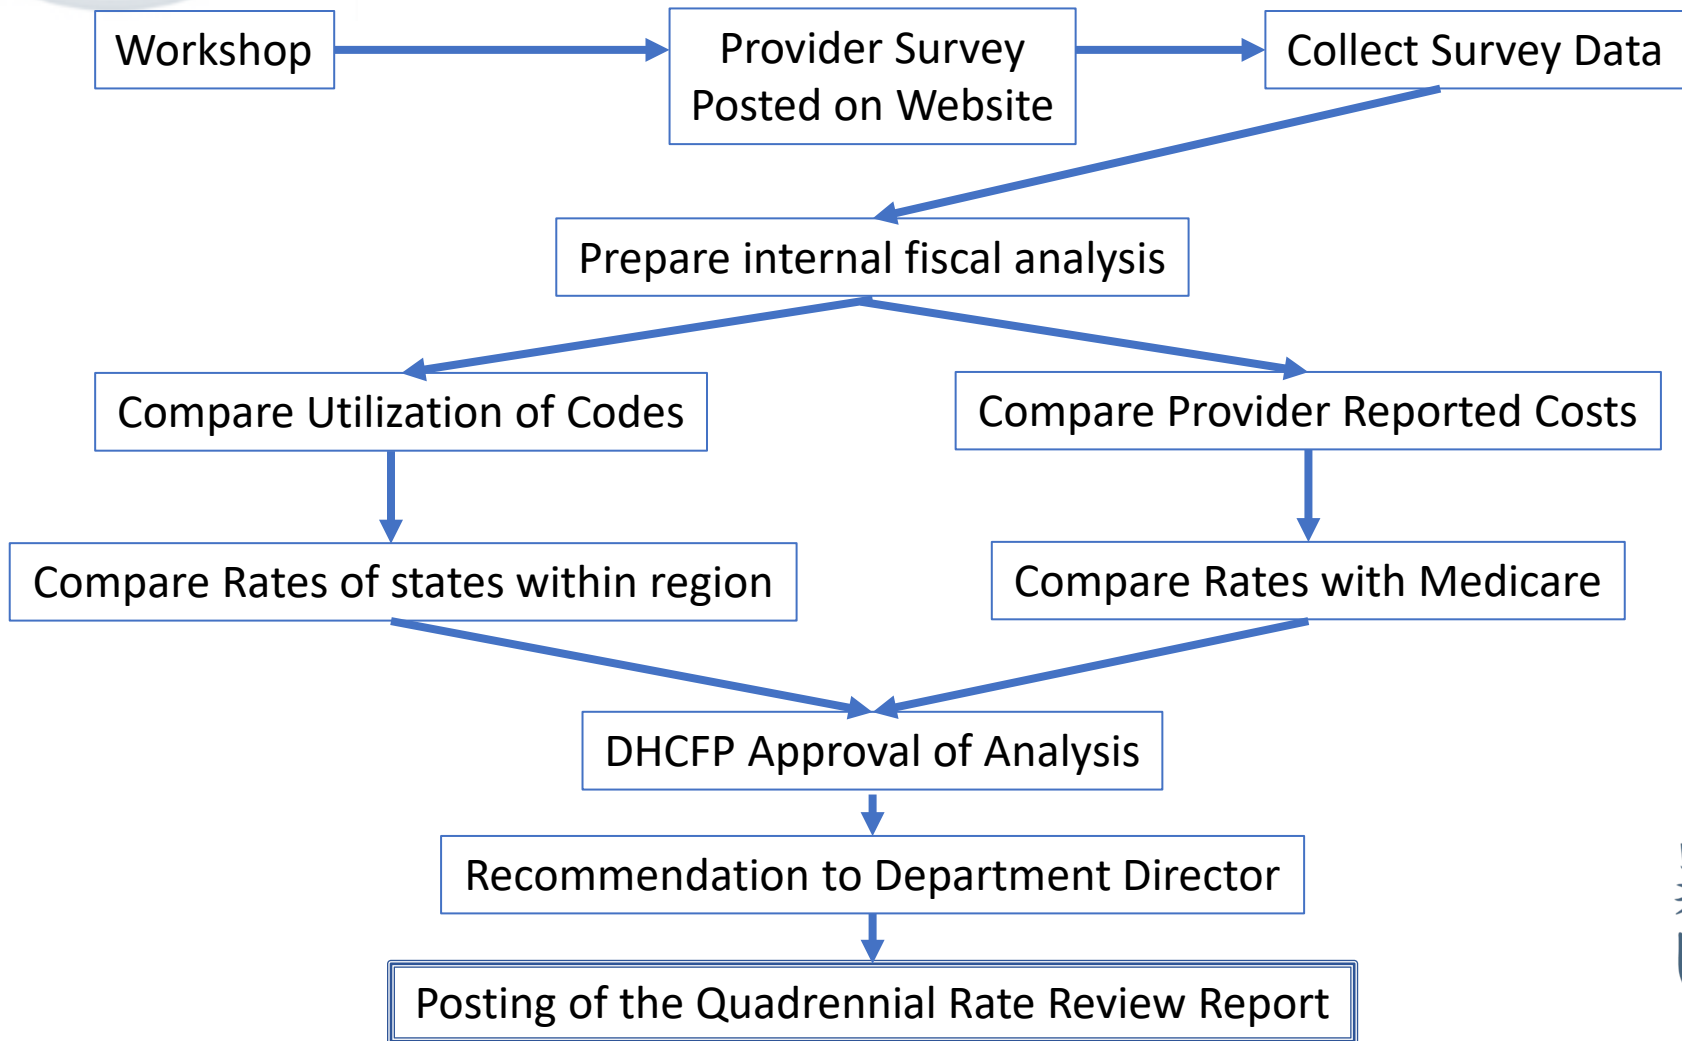 Workshop
Provider Survey
Posted on Website
Collect Survey Data
Prepare internal fiscal analysis
Compare Utilization of Codes
Compare Provider Reported Costs
Compare Rates of states within region
Compare Rates with Medicare
DHCFP Approval of Analysis
Recommendation to Department Director
Posting of the Quadrennial Rate Review Report